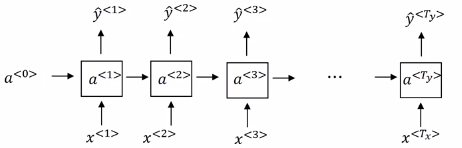 ŷ<1> ŷ<2> ŷ<3> ŷ<Ty>
a<0> a<1> a<2> a<3> ... a<Ty>
x<1> x<2> x<3> x<Tx>